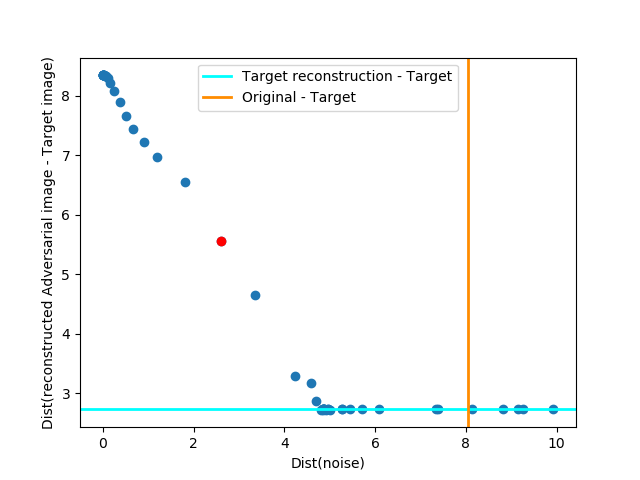 Target reconstruction - Target
Original - Target
Dist(reconstructed Adversarial image - Target image)
8
7
6
5
4
3
0 2 4 6 8 10
Dist(noise)